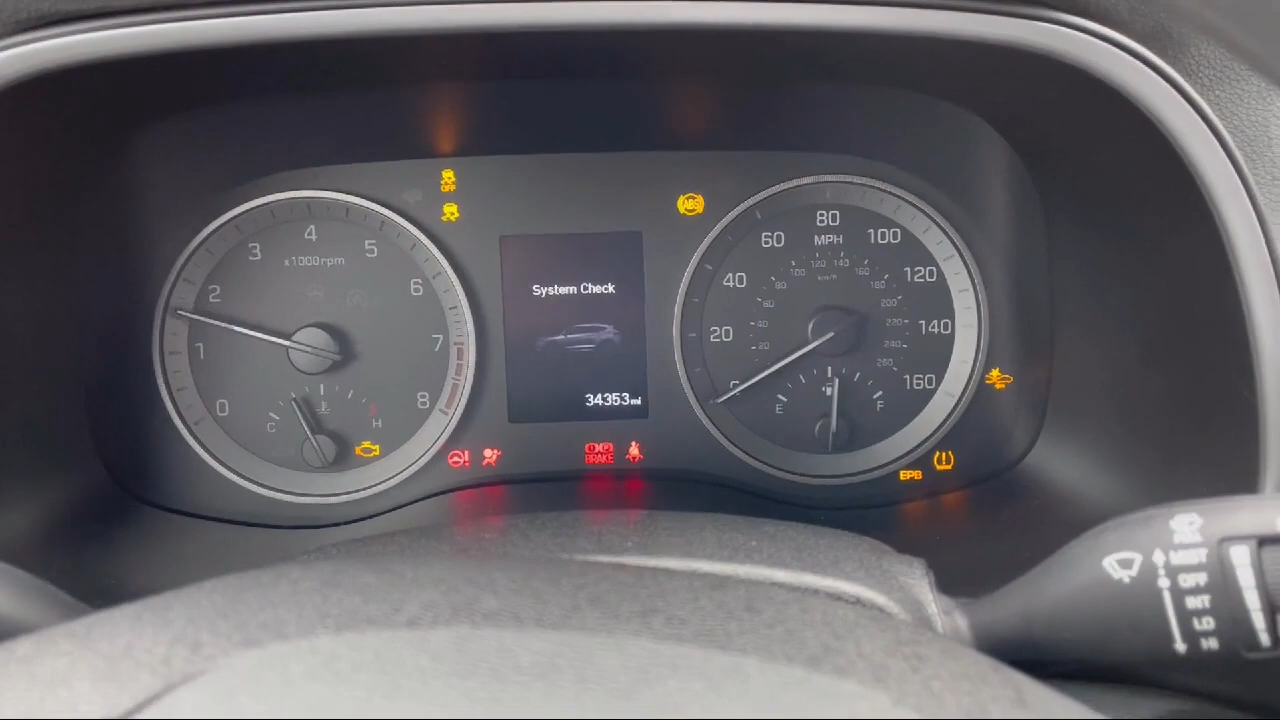 OFF
ABS
0
1
2
3
4
5
6
7
8
x1000rpm
C
H
System Check
34353 mi
BRAKE
20
40
60
80
100
120
140
160
MPH
km/h
20
40
60
80
100
120
140
160
180
200
220
240
260
E
F
EPB
MIST
OFF
INT
LO
HI